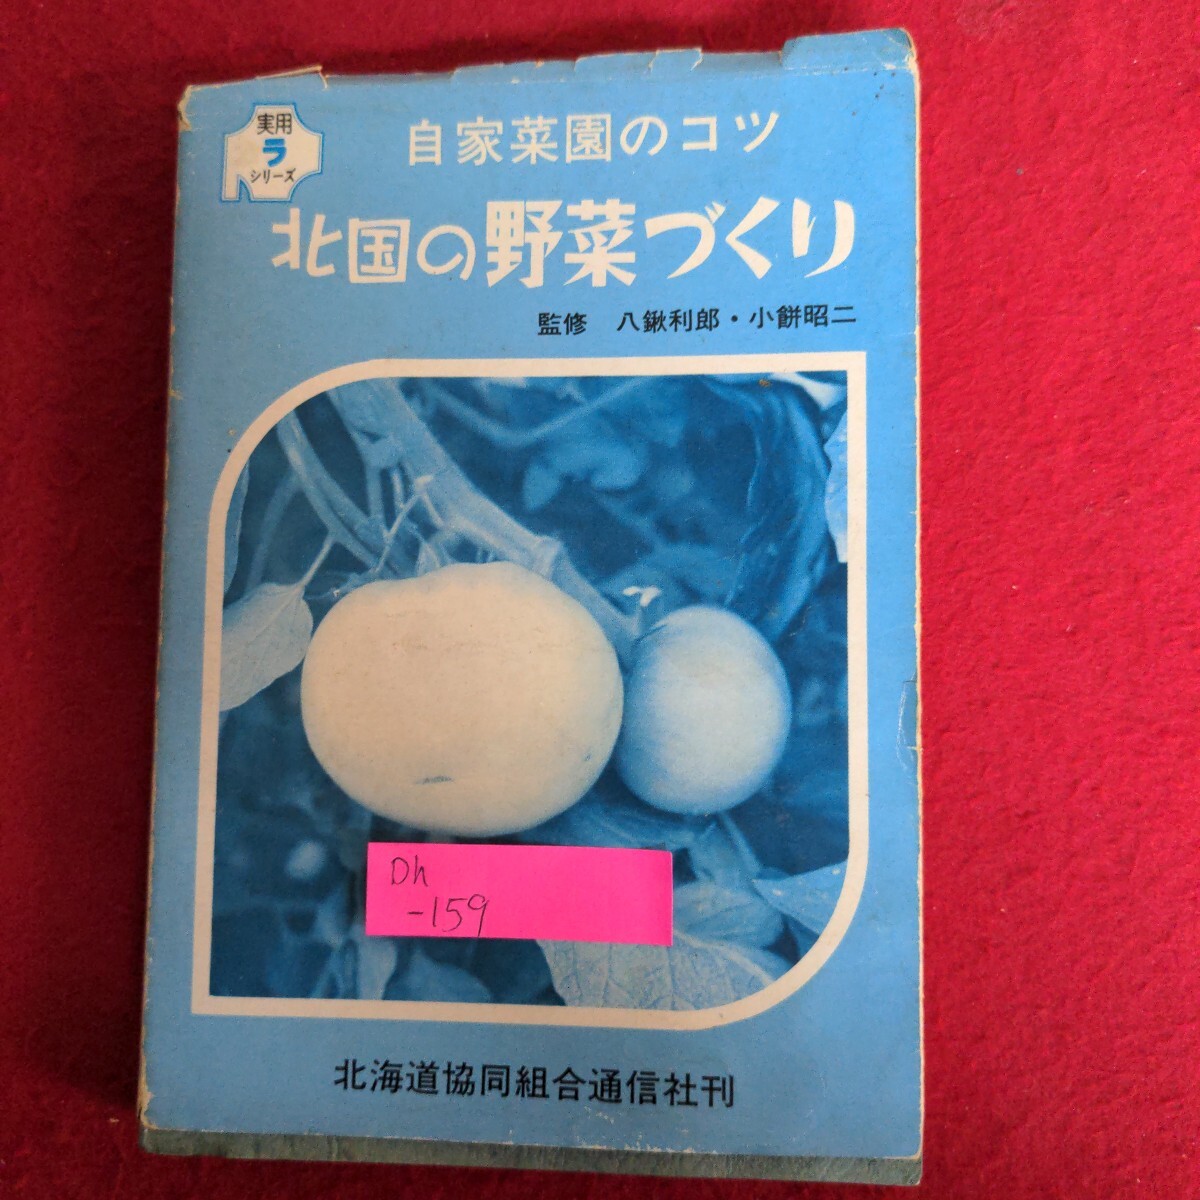 実用
ラ
シリーズ
自家菜園のコツ
北国の野菜づくり
監修 八鍬利郎・小餅昭二
Dh
-159
北海道協同組合通信社刊